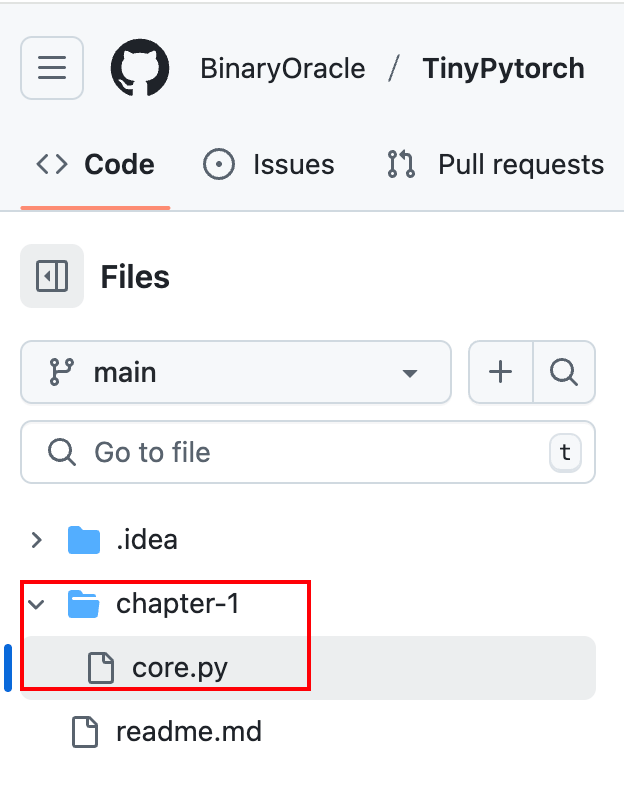 BinaryOracle / TinyPytorch
Code Issues Pull requests
Files
main
Go to file t
.idea
chapter-1
core.py
readme.md